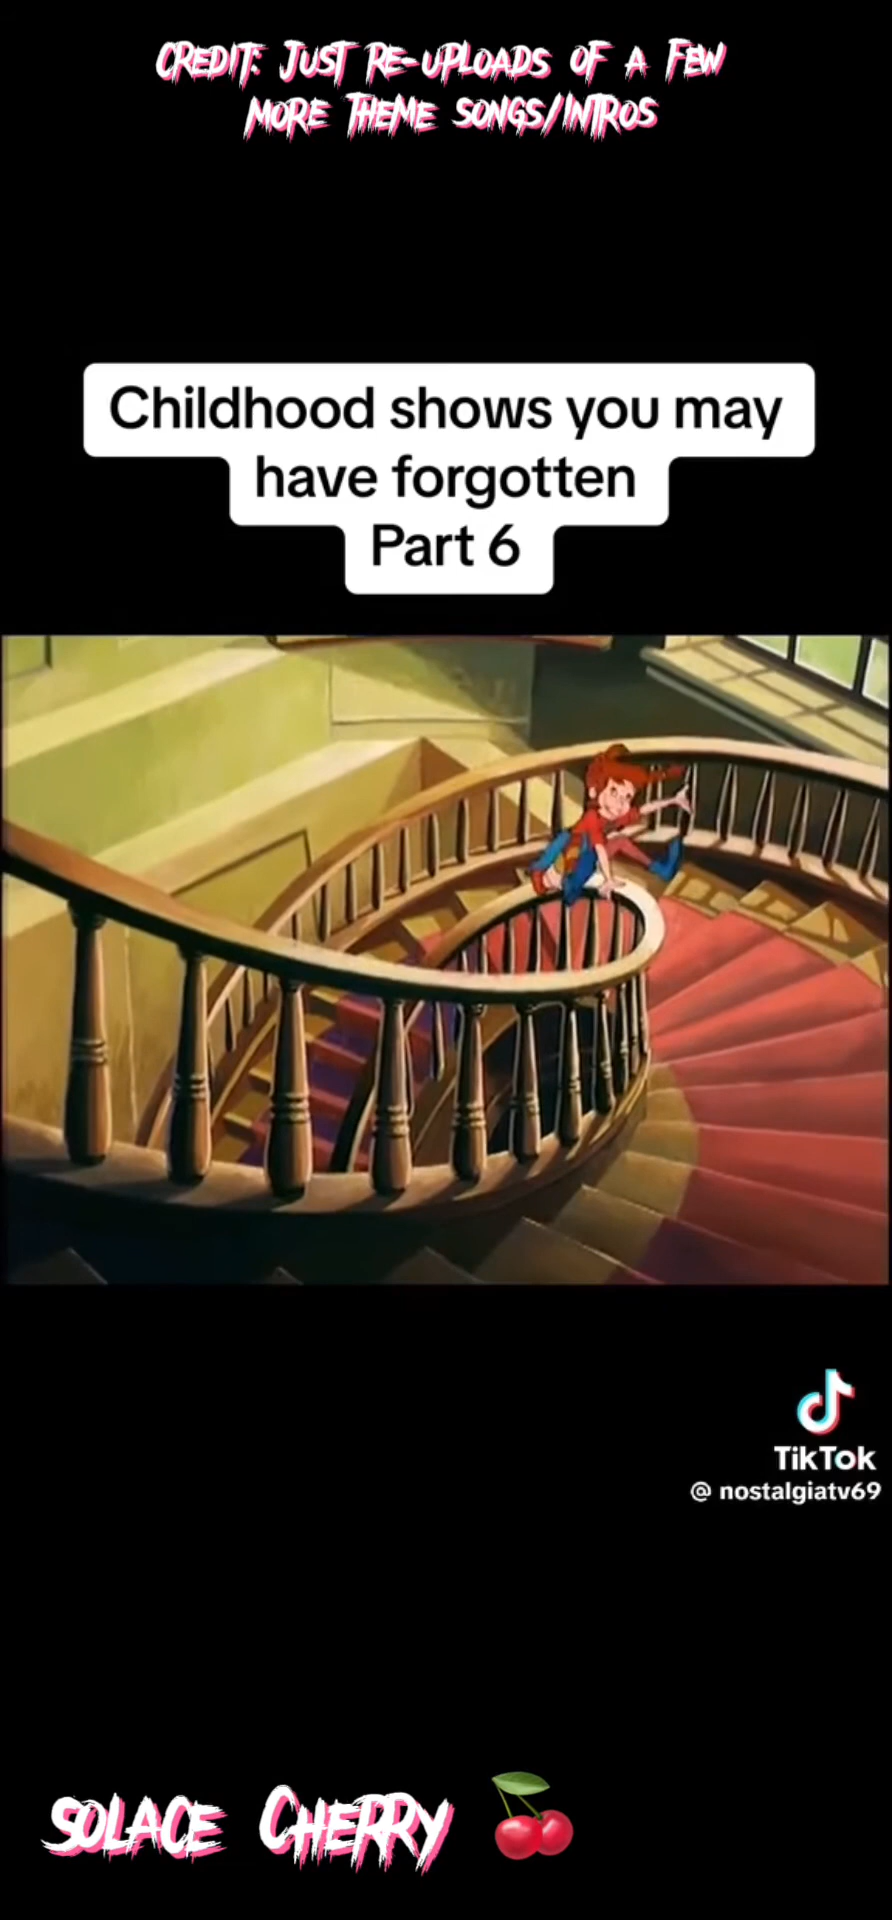 CREDIT: JUST RE-UPLOADS OF A FEW
MORE THEME SONGS/INTROS
Childhood shows you may
have forgotten
Part 6
TikTok
@ nostalgiatv69
SOLACE CHERRY